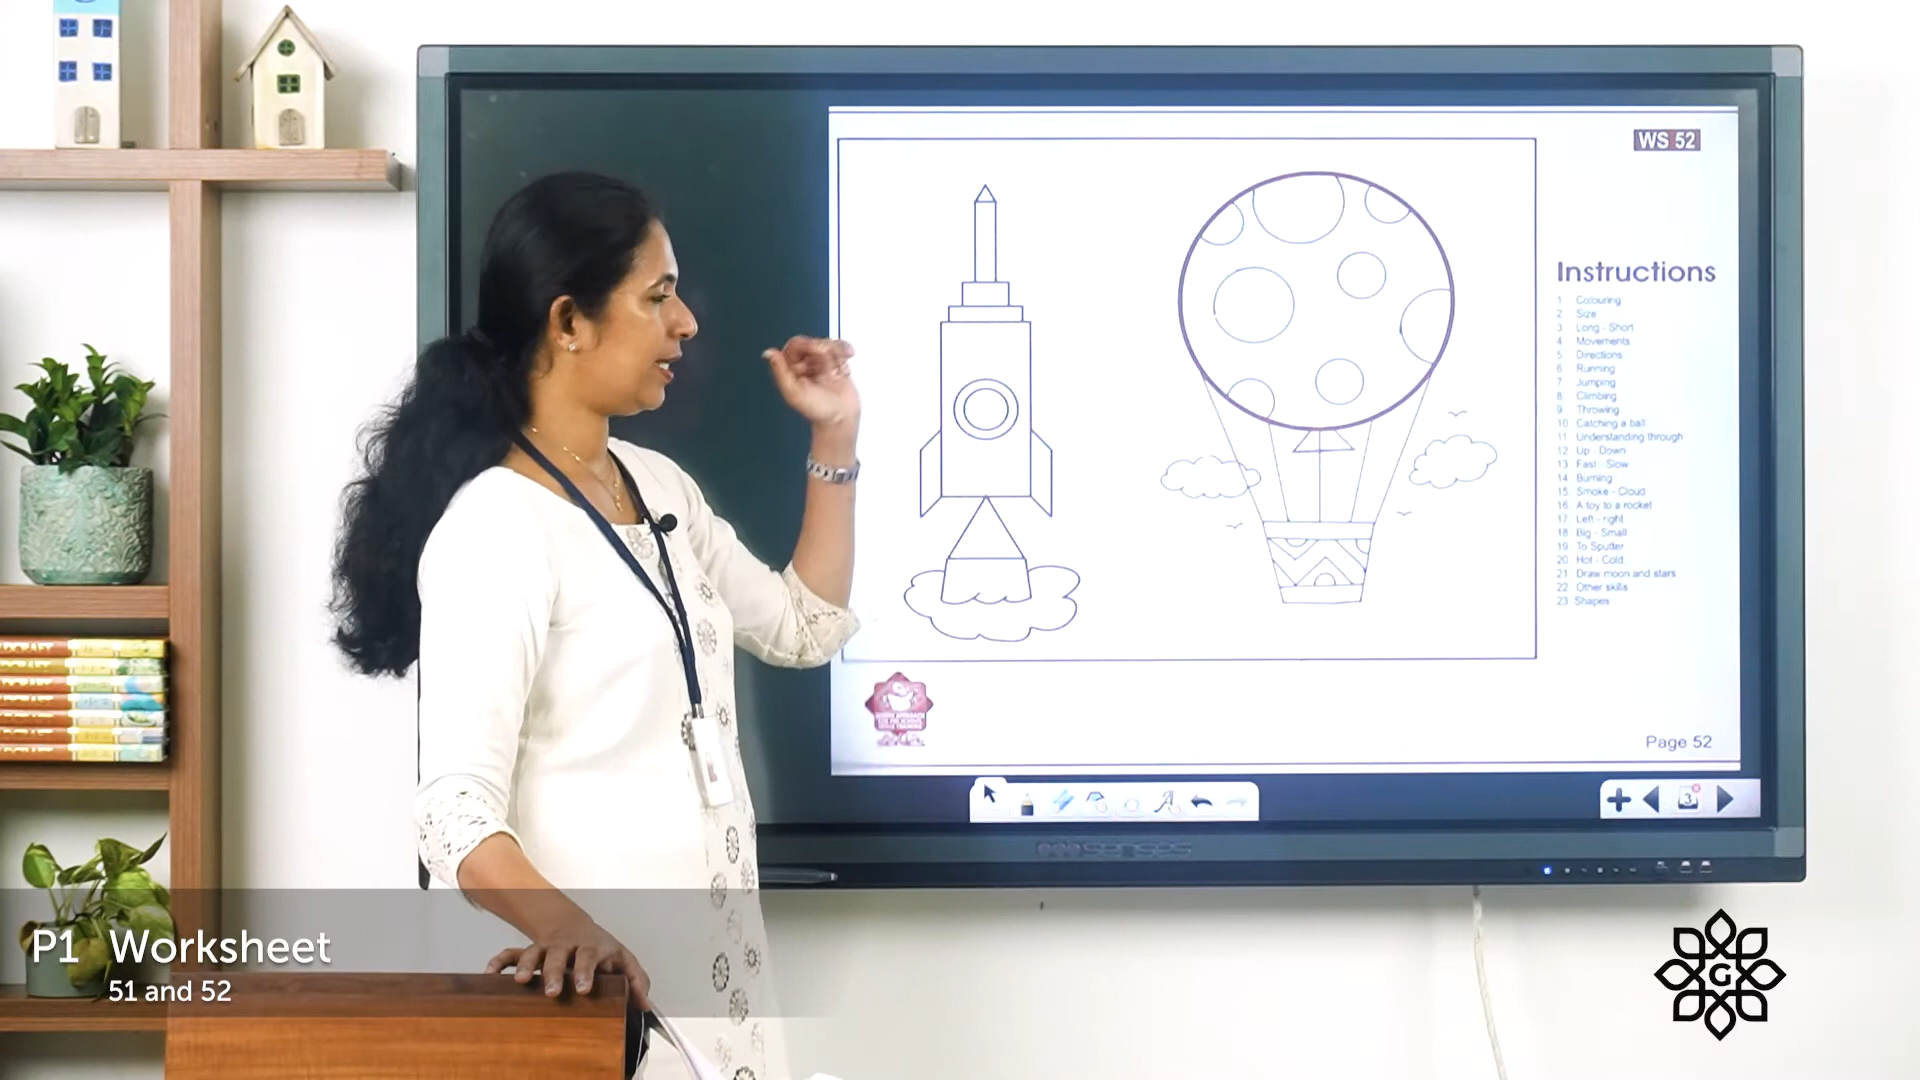 WS 52
Instructions
1 Colouring
2 Size
3 Long - Short
4 Movements
5 Directions
6 Running
7 Jumping
8 Climbing
9 Throwing
10 Catching a ball
11 Understanding through
12 Up - Down
13 Fast - Slow
14 Burning
15 Smoke - Cloud
16 A toy to a rocket
17 Left - right
18 Big - Small
19 To Sputter
20 Hot - Cold
21 Draw moon and stars
22 Other skills
23 Shapes
Page 52
3
senses
P1 Worksheet
51 and 52
G